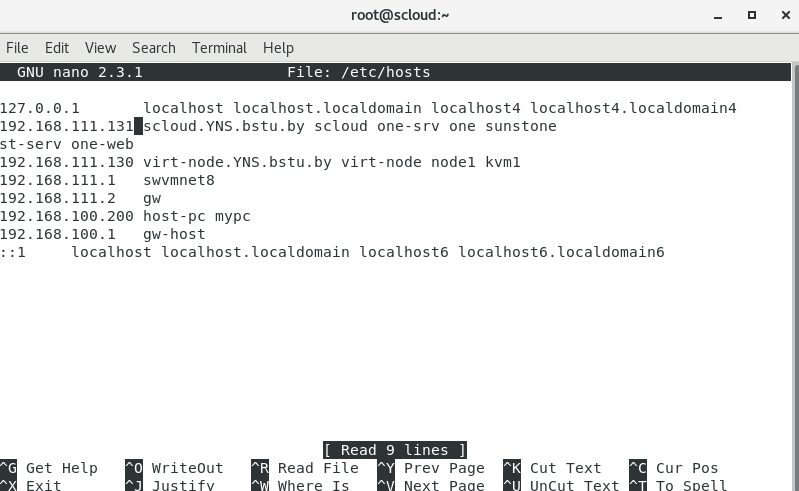 root@scloud:~
File Edit View Search Terminal Help
GNU nano 2.3.1 File: /etc/hosts
127.0.0.1 localhost localhost.localdomain localhost4 localhost4.localdomain4
192.168.111.131 scloud.YNS.bstu.by scloud one-srv one sunstone
st-serv one-web
192.168.111.130 virt-node.YNS.bstu.by virt-node node1 kvm1
192.168.111.1 swvmnet8
192.168.111.2 gw
192.168.100.200 host-pc mypc
192.168.100.1 gw-host
::1 localhost localhost.localdomain localhost6 localhost6.localdomain6
[ Read 9 lines ]
^G Get Help ^O WriteOut ^R Read File ^Y Prev Page ^K Cut Text ^C Cur Pos
^X Exit ^J Justify ^W Where Is ^V Next Page ^U UnCut Text ^T To Spell